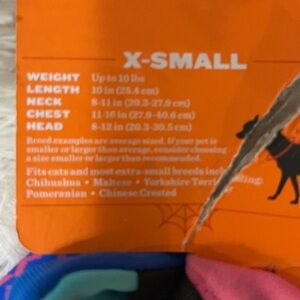 X-SMALL
WEIGHT Up to 10 lbs
LENGTH 10 in (25.4 cm)
NECK 8-11 in (20.3-27.9 cm)
CHEST 11-16 in (27.9-40.6 cm)
HEAD 8-12 in (20.3-30.5 cm)
Breed examples are average sized. If your pet is
smaller or larger than average, consider choosing
a size smaller or larger than recommended.
Fits cats and most extra-small breeds including:
Chihuahua • Maltese • Yorkshire Terrier
Pomeranian • Chinese Crested